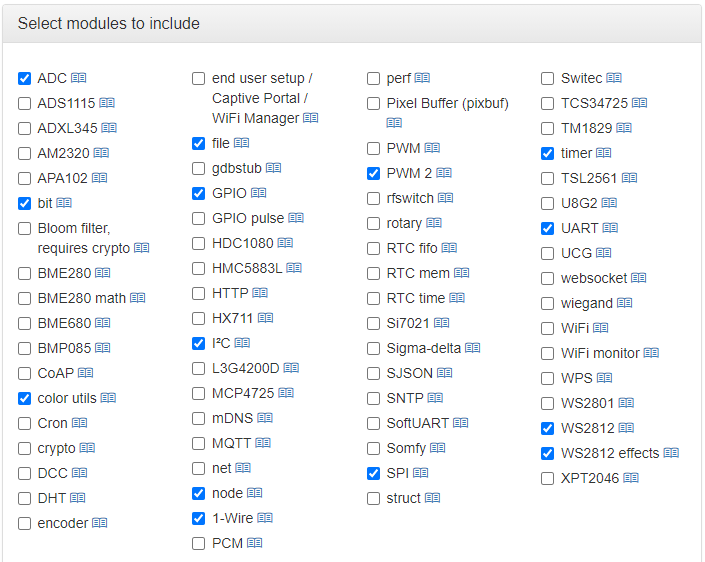 Select modules to include
ADC
ADS1115
ADXL345
AM2320
APA102
bit
Bloom filter,
requires crypto
BME280
BME280 math
BME680
BMP085
CoAP
color utils
Cron
crypto
DCC
DHT
encoder
end user setup /
Captive Portal /
WiFi Manager
file
gdbstub
GPIO
GPIO pulse
HDC1080
HMC5883L
HTTP
HX711
I²C
L3G4200D
MCP4725
mDNS
MQTT
net
node
1-Wire
PCM
perf
Pixel Buffer (pixbuf)
PWM
PWM 2
rfswitch
rotary
RTC fifo
RTC mem
RTC time
Si7021
Sigma-delta
SJSON
SNTP
SoftUART
Somfy
SPI
struct
Switec
TCS34725
TM1829
timer
TSL2561
U8G2
UART
UCG
websocket
wiegand
WiFi
WiFi monitor
WPS
WS2801
WS2812
WS2812 effects
XPT2046